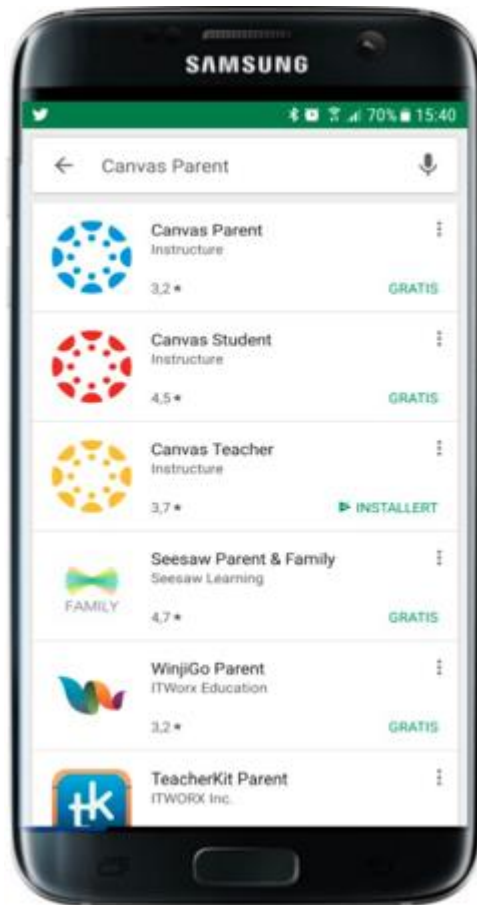 SAMSUNG
70% 15:40
Canvas Parent
Canvas Parent
Instructure
3,2 ★
GRATIS
Canvas Student
Instructure
4,5 ★
GRATIS
Canvas Teacher
Instructure
3,7 ★
INSTALLERT
Seesaw Parent & Family
Seesaw Learning
FAMILY
4,7 ★
GRATIS
WinjiGo Parent
ITWorx Education
3,2 ★
GRATIS
TeacherKit Parent
ITWORX Inc.
tk